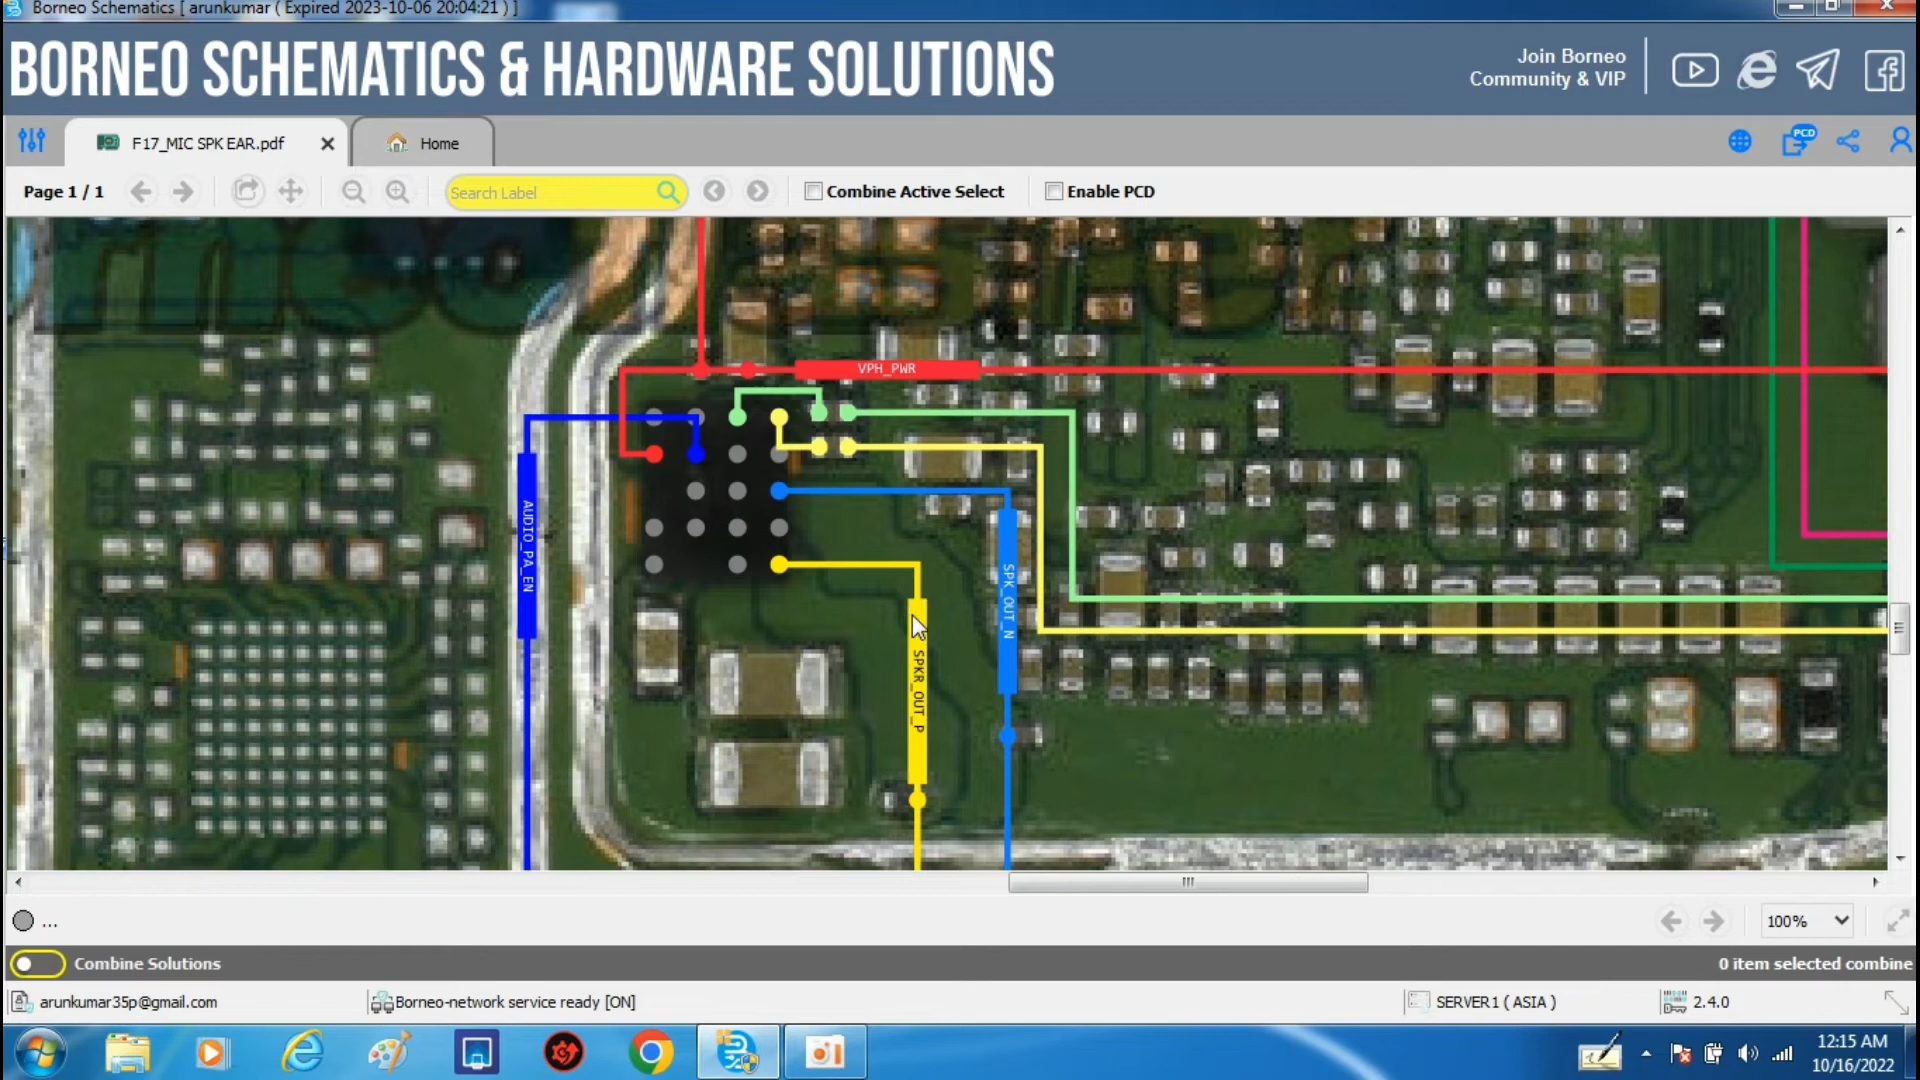 Borneo Schematics [ arunkumar ( Expired 2023-10-06 20:04:21 ) ]
BORNEO SCHEMATICS & HARDWARE SOLUTIONS
Join Borneo
Community & VIP
F17_MIC SPK EAR.pdf
Home
PCD
Page 1 / 1
Search Label
Combine Active Select
Enable PCD
VPH_PWR
AUDIO_PA_EN
SPK_OUT_N
SPKR_OUT_P
...
100%
Combine Solutions
0 item selected combine
arunkumar35p@gmail.com
Borneo-network service ready [ON]
SERVER1 ( ASIA )
2.4.0
12:15 AM
10/16/2022